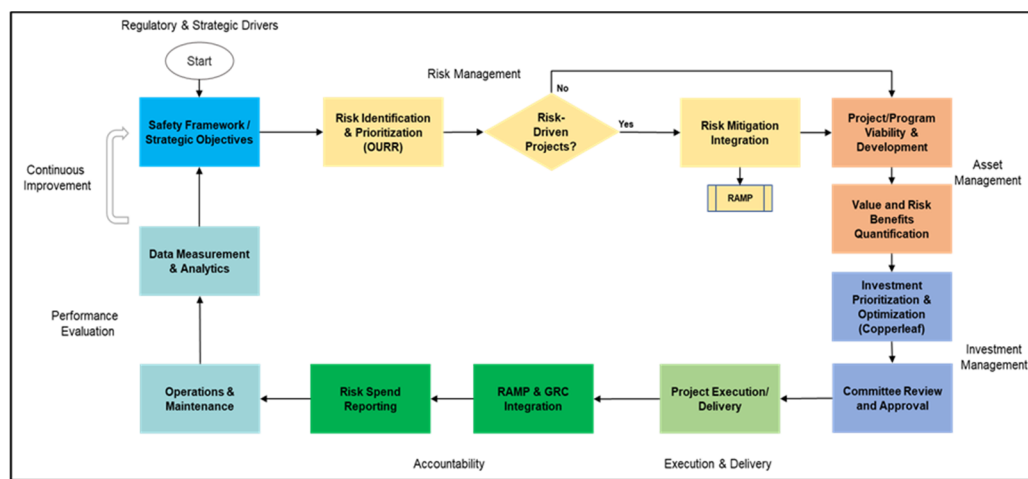 Regulatory & Strategic Drivers
Start
Risk Management
No
Safety Framework /
Strategic Objectives
Risk Identification
& Prioritization
(OURR)
Risk-
Driven
Projects?
Yes
Risk Mitigation
Integration
Project/Program
Viability &
Development
Continuous
Improvement
RAMP
Asset
Management
Value and Risk
Benefits
Quantification
Data Measurement
& Analytics
Investment
Prioritization &
Optimization
(Copperleaf)
Performance
Evaluation
Investment
Management
Operations &
Maintenance
Risk Spend
Reporting
RAMP & GRC
Integration
Project Execution/
Delivery
Committee Review
and Approval
Accountability
Execution & Delivery